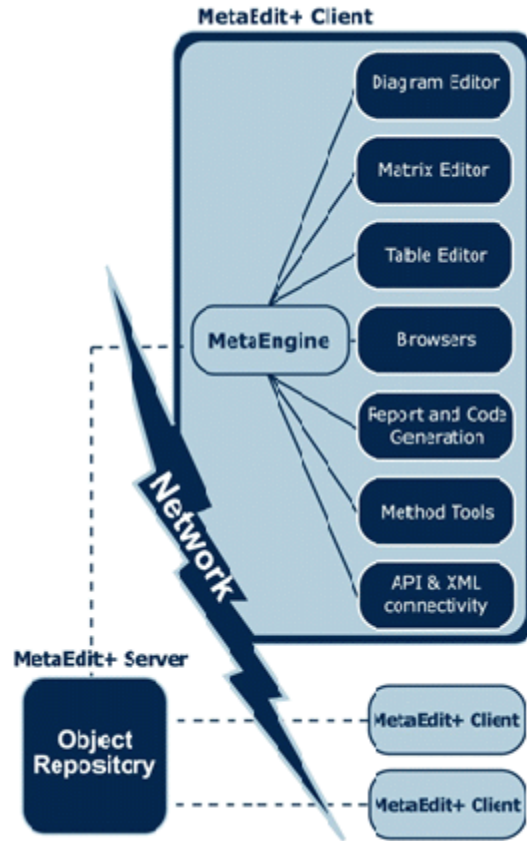 MetaEdit+ Client
Diagram Editor
Matrix Editor
Table Editor
MetaEngine
Browsers
Report and Code
Generation
Method Tools
API & XML
connectivity
Network
MetaEdit+ Server
Object
Repository
MetaEdit+ Client
MetaEdit+ Client